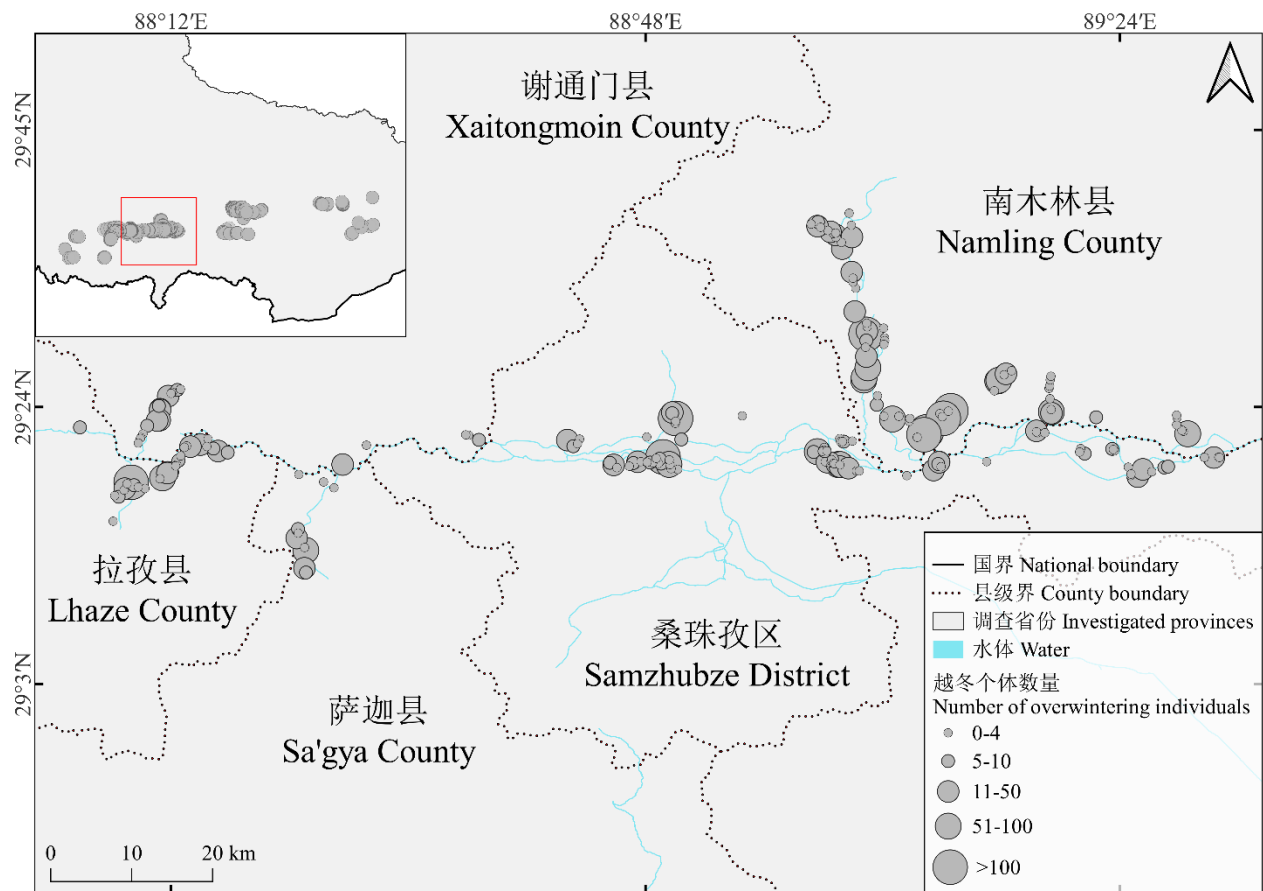 88°12′E
88°48′E
89°24′E
29°45′N
29°24′N
29°3′N
谢通门县
Xaitongmoin County
南木林县
Namling County
拉孜县
Lhaze County
萨迦县
Sa'gya County
桑珠孜区
Samzhubze District
国界 National boundary
县级界 County boundary
调查省份 Investigated provinces
水体 Water
越冬个体数量
Number of overwintering individuals
0-4
5-10
11-50
51-100
>100
0 10 20 km